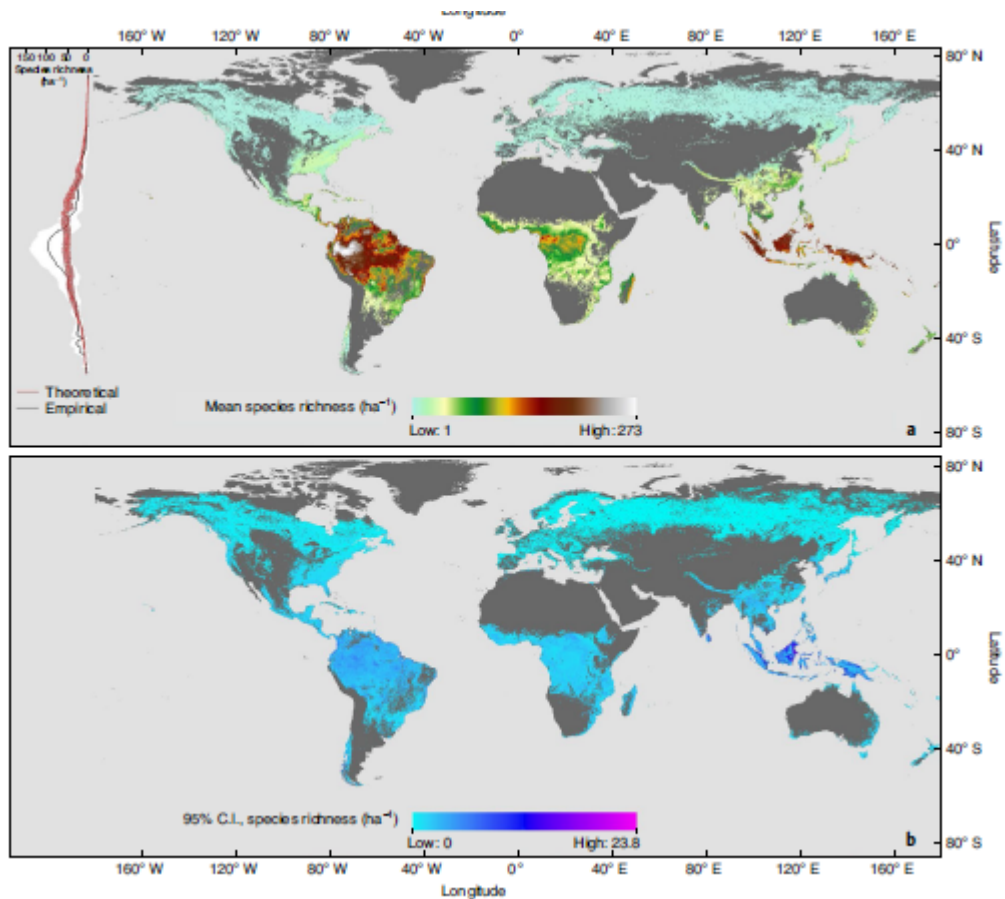 Longitude
160° W 120° W 80° W 40° W 0° 40° E 80° E 120° E 160° E
150 100 50 0
Species richness
(ha⁻¹)
80° N
40° N
0°
Latitude
40° S
Theoretical
Empirical
Mean species richness (ha⁻¹)
Low: 1 High: 273
a
80° S
80° N
40° N
0°
Latitude
40° S
95% C.I., species richness (ha⁻¹)
Low: 0 High: 23.8
b
80° S
160° W 120° W 80° W 40° W 0° 40° E 80° E 120° E 160° E
Longitude